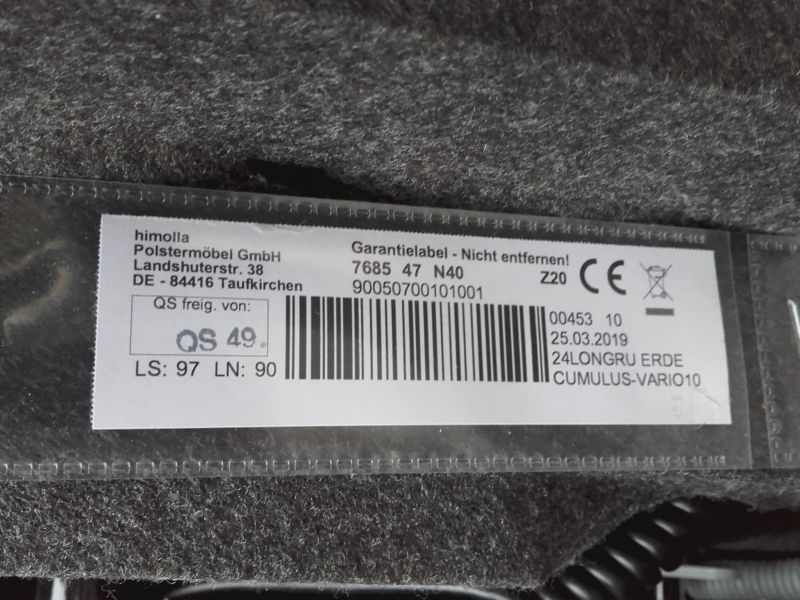 himolla
Polstermöbel GmbH
Landshuterstr. 38
DE - 84416 Taufkirchen
Garantielabel - Nicht entfernen!
7685 47 N40 Z20 CE
90050700101001
QS freig. von:
QS 49.
LS: 97 LN: 90
00453 10
25.03.2019
24LONGRU ERDE
CUMULUS-VARIO10